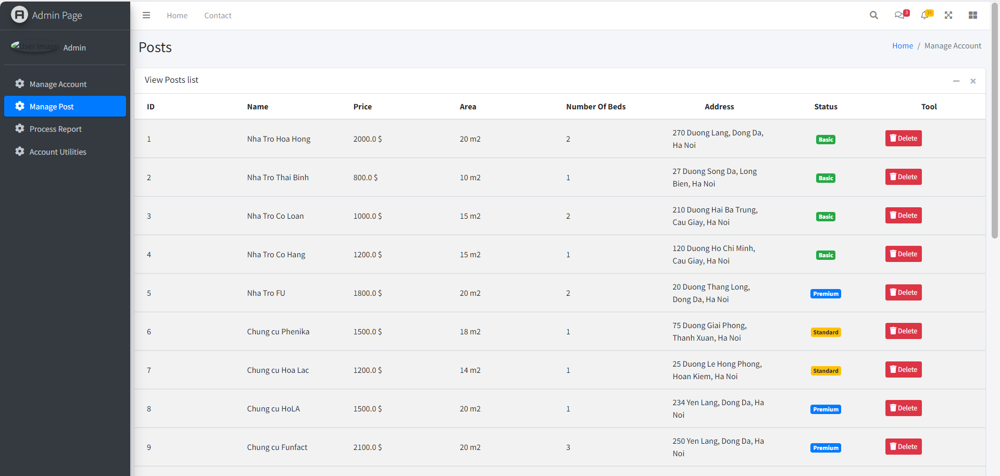 Admin Page
Home
Contact
3
15
User Image
Admin
Posts
Home / Manage Account
Manage Account
Manage Post
Process Report
Account Utilities
View Posts list
ID Name Price Area Number Of Beds Address Status Tool
1 Nha Tro Hoa Hong 2000.0 $ 20 m2 2 270 Duong Lang, Dong Da,
Ha Noi
Basic Delete
2 Nha Tro Thai Binh 800.0 $ 10 m2 1 27 Duong Song Da, Long
Bien, Ha Noi
Basic Delete
3 Nha Tro Co Loan 1000.0 $ 15 m2 2 210 Duong Hai Ba Trung,
Cau Giay, Ha Noi
Basic Delete
4 Nha Tro Co Hang 1200.0 $ 15 m2 1 120 Duong Ho Chi Minh,
Cau Giay, Ha Noi
Basic Delete
5 Nha Tro FU 1800.0 $ 20 m2 2 20 Duong Thang Long,
Dong Da, Ha Noi
Premium Delete
6 Chung cu Phenika 1500.0 $ 18 m2 1 75 Duong Giai Phong,
Thanh Xuan, Ha Noi
Standard Delete
7 Chung cu Hoa Lac 1200.0 $ 14 m2 1 25 Duong Le Hong Phong,
Hoan Kiem, Ha Noi
Standard Delete
8 Chung cu HoLA 1500.0 $ 20 m2 1 234 Yen Lang, Dong Da, Ha
Noi
Premium Delete
9 Chung cu Funfact 2100.0 $ 20 m2 3 250 Yen Lang, Dong Da, Ha
Noi
Premium Delete